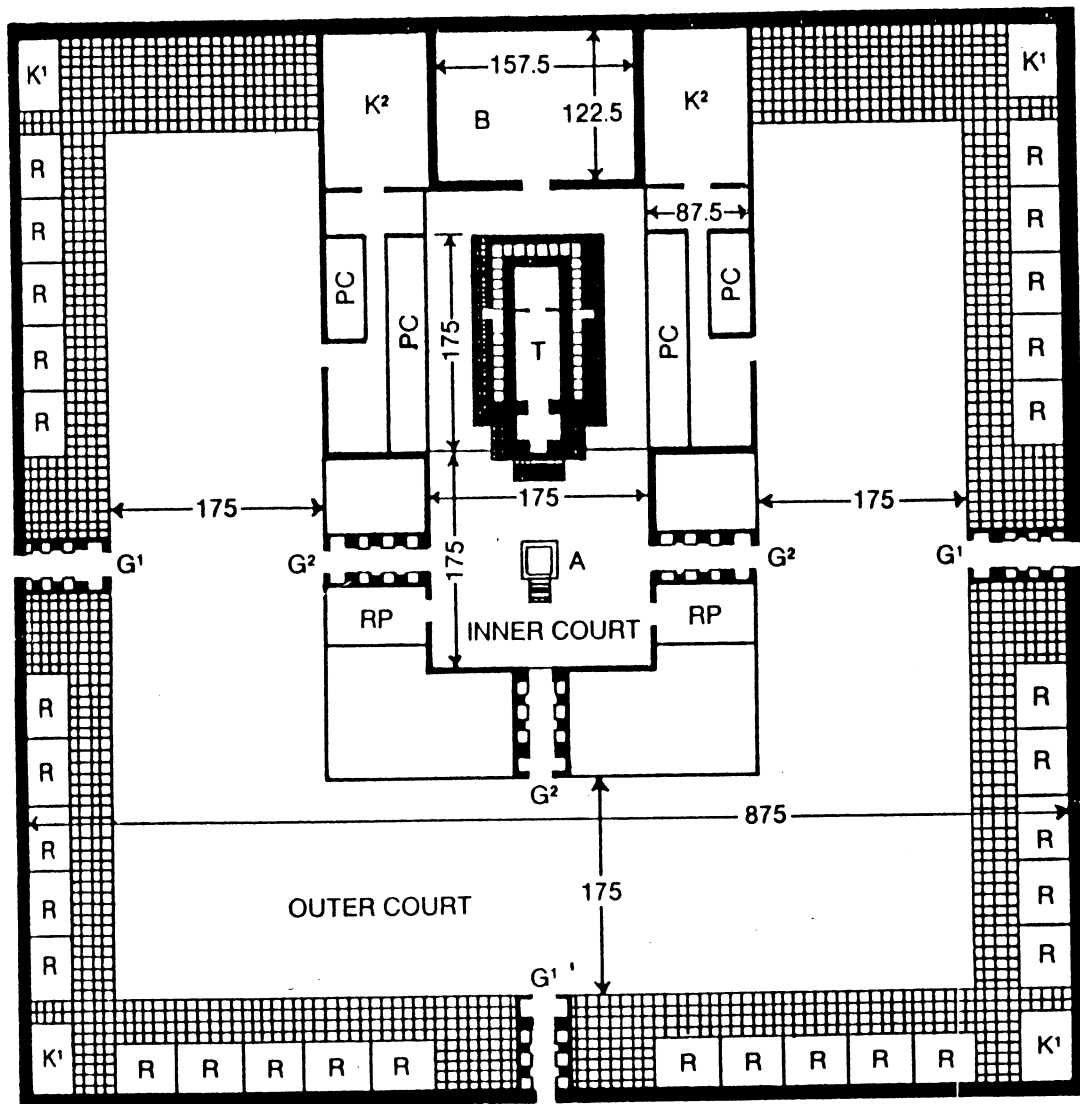 K¹ K² 157.5 B 122.5 K² K¹
R R
87.5
R R
R PC PC 175 T PC PC R
R R
R R
175 175 175
G¹ G² 175 A G² G¹
RP INNER COURT RP
R R
R R
G²
875
R R
175
R OUTER COURT R
R R
G¹
K¹ R R R R R R R R R R K¹